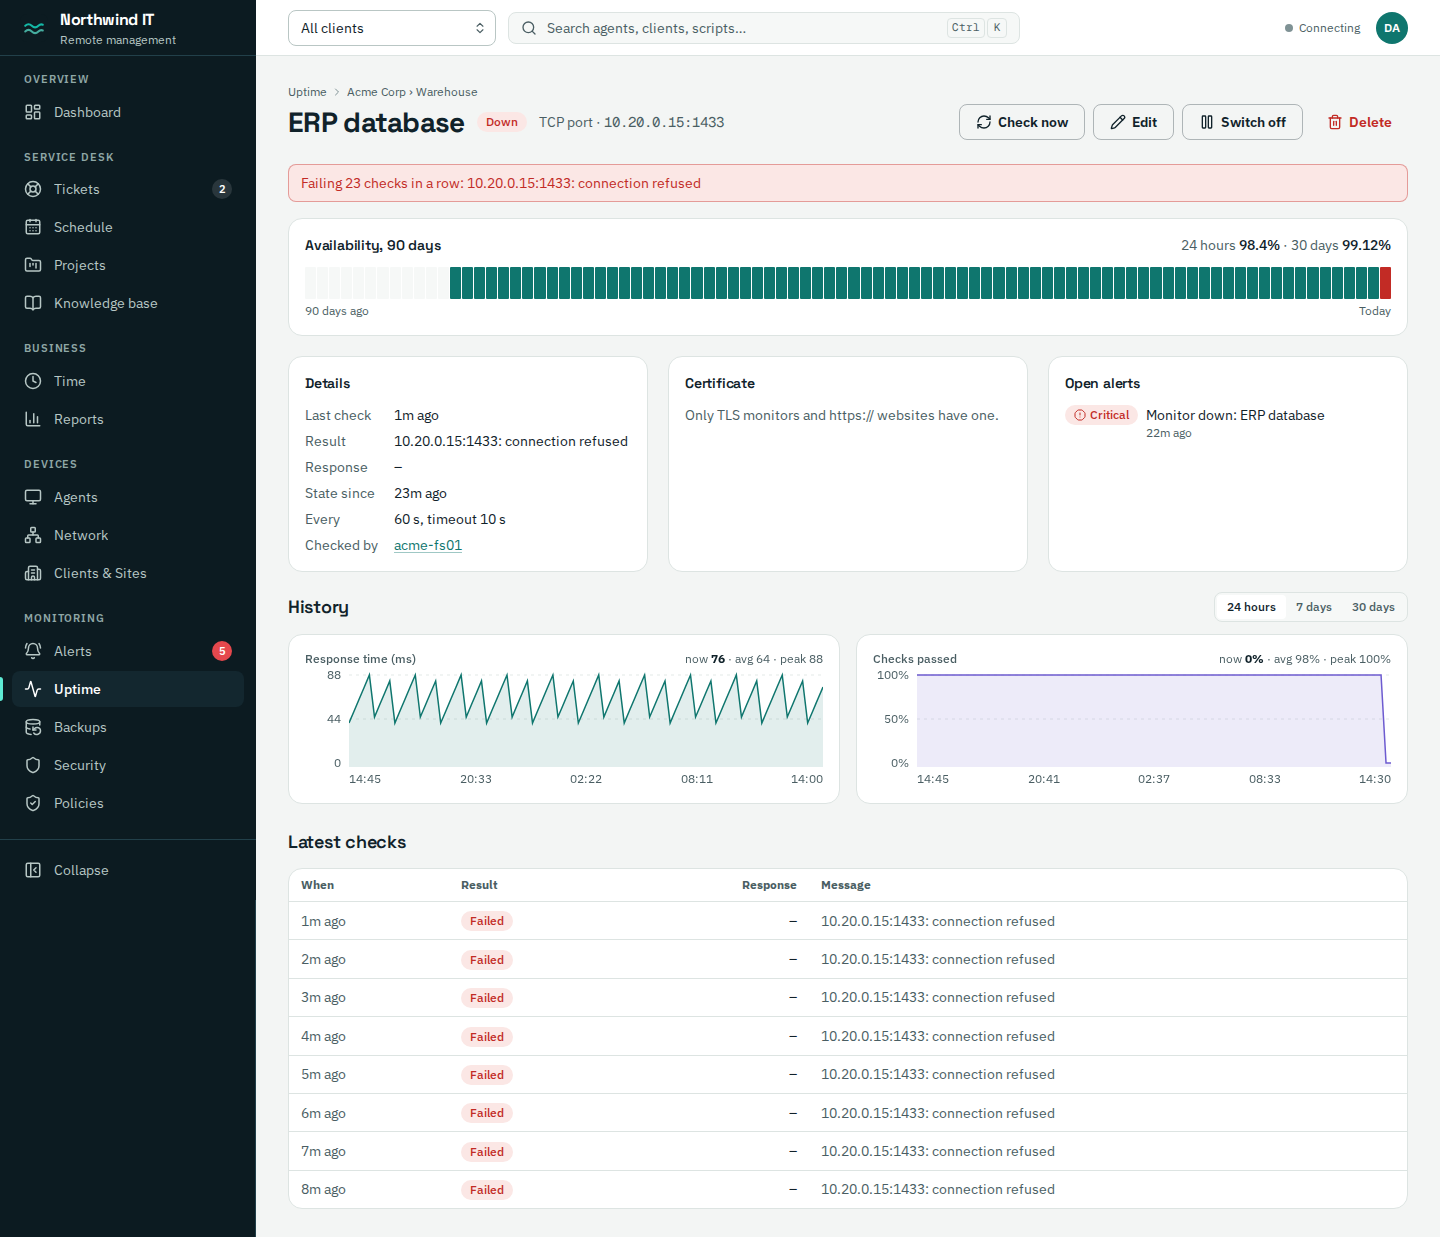 Northwind IT
Remote management
All clients
Search agents, clients, scripts...
Ctrl K
Connecting
DA
OVERVIEW
Dashboard
SERVICE DESK
Tickets 2
Schedule
Projects
Knowledge base
BUSINESS
Time
Reports
DEVICES
Agents
Network
Clients & Sites
MONITORING
Alerts 5
Uptime
Backups
Security
Policies
Collapse
Uptime › Acme Corp › Warehouse
ERP database Down TCP port · 10.20.0.15:1433
Check now
Edit
Switch off
Delete
Failing 23 checks in a row: 10.20.0.15:1433: connection refused
Availability, 90 days
24 hours 98.4% · 30 days 99.12%
90 days ago
Today
Details
Last check 1m ago
Result 10.20.0.15:1433: connection refused
Response –
State since 23m ago
Every 60 s, timeout 10 s
Checked by acme-fs01
Certificate
Only TLS monitors and https:// websites have one.
Open alerts
Critical Monitor down: ERP database
22m ago
History
24 hours 7 days 30 days
Response time (ms)
now 76 · avg 64 · peak 88
88
44
0
14:45 20:33 02:22 08:11 14:00
Checks passed
now 0% · avg 98% · peak 100%
100%
50%
0%
14:45 20:41 02:37 08:33 14:30
Latest checks
When Result Response Message
1m ago Failed – 10.20.0.15:1433: connection refused
2m ago Failed – 10.20.0.15:1433: connection refused
3m ago Failed – 10.20.0.15:1433: connection refused
4m ago Failed – 10.20.0.15:1433: connection refused
5m ago Failed – 10.20.0.15:1433: connection refused
6m ago Failed – 10.20.0.15:1433: connection refused
7m ago Failed – 10.20.0.15:1433: connection refused
8m ago Failed – 10.20.0.15:1433: connection refused